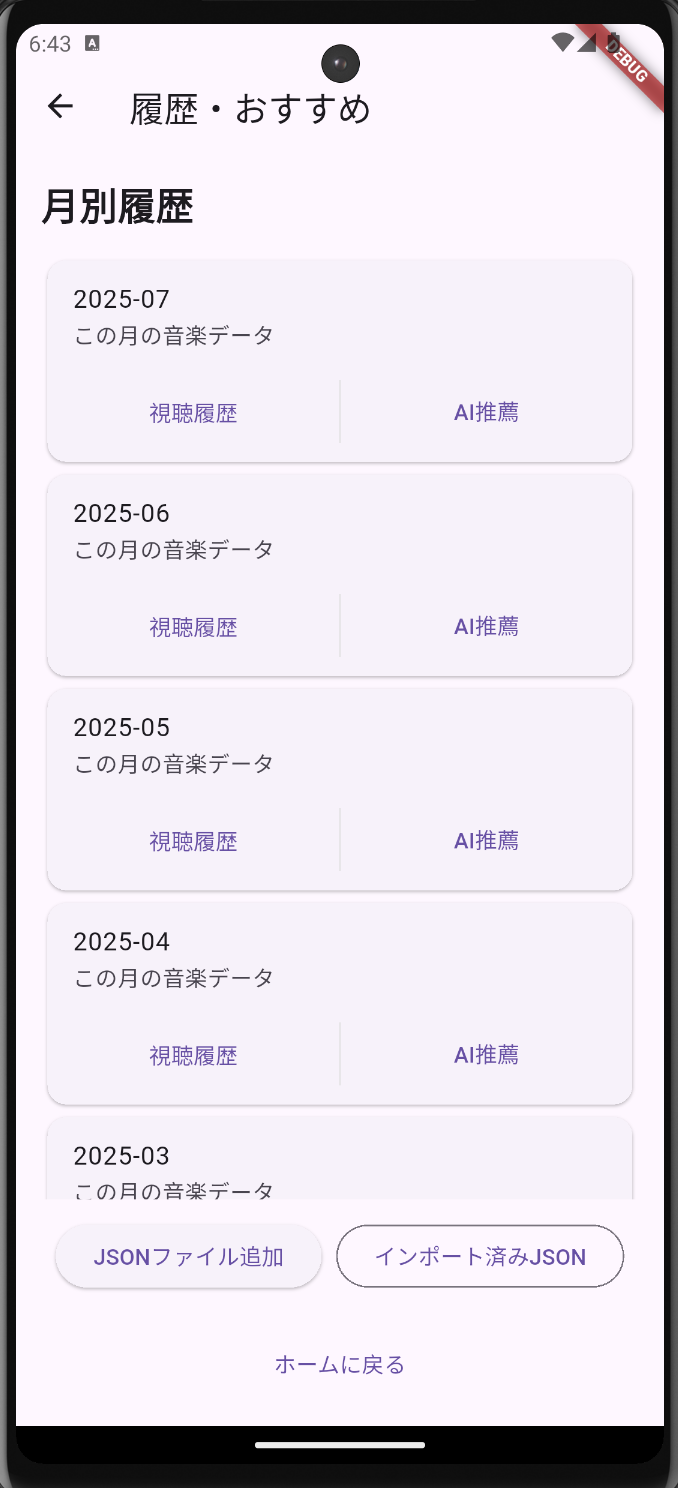 6:43 A
DEBUG
履歴・おすすめ
月別履歴
2025-07
この月の音楽データ
視聴履歴 AI推薦
2025-06
この月の音楽データ
視聴履歴 AI推薦
2025-05
この月の音楽データ
視聴履歴 AI推薦
2025-04
この月の音楽データ
視聴履歴 AI推薦
2025-03
この月の音楽データ
JSONファイル追加 インポート済みJSON
ホームに戻る